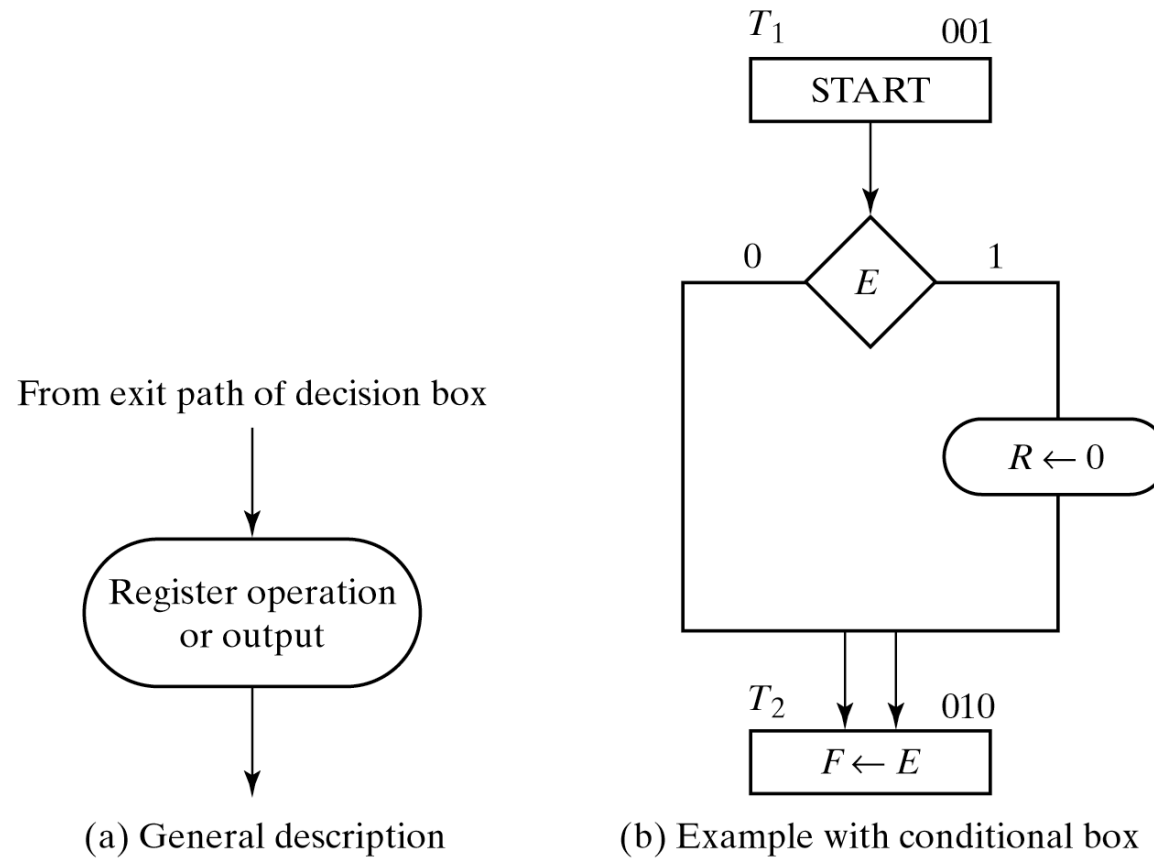 From exit path of decision box
Register operation
or output
(a) General description
T₁ 001
START
0 E 1
R ← 0
T₂ 010
F ← E
(b) Example with conditional box